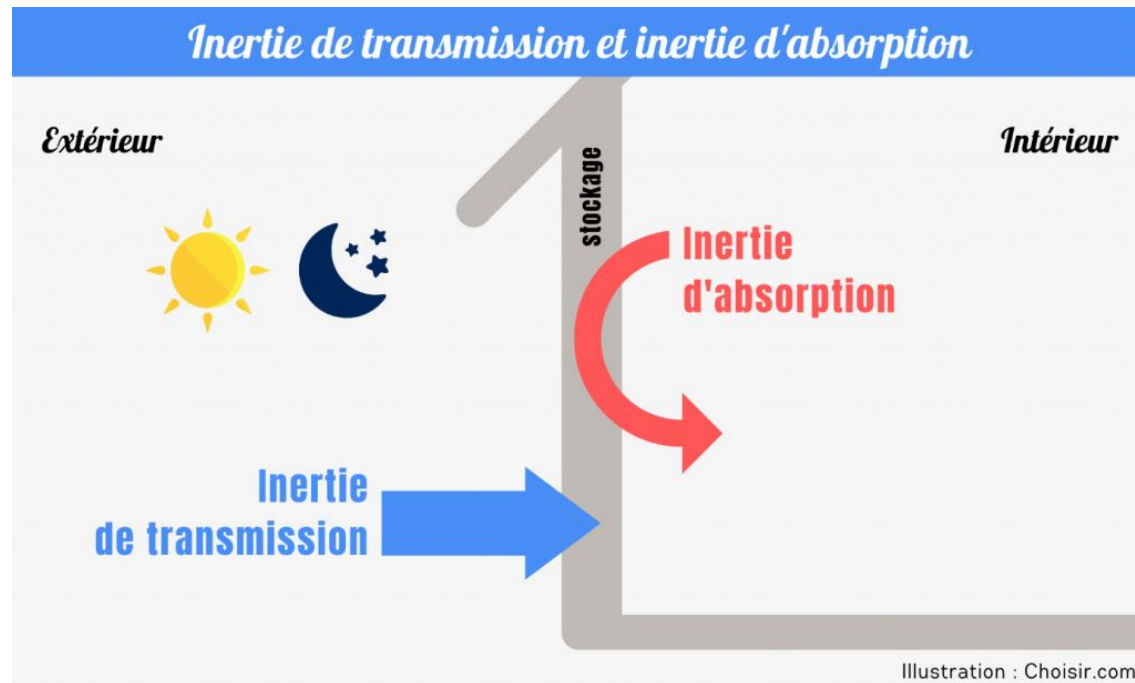 Inertie de transmission et inertie d'absorption
Extérieur
Intérieur
stockage
Inertie
d'absorption
Inertie
de transmission
Illustration : Choisir.com